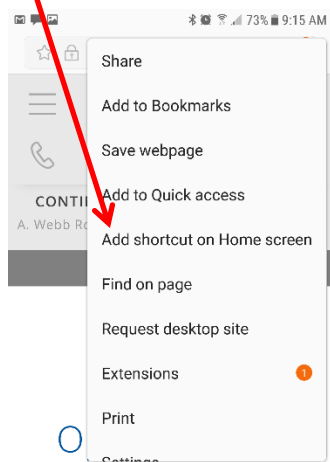 73% 9:15 AM
Share
Add to Bookmarks
Save webpage
Add to Quick access
CONTI
A. Webb Ro
Add shortcut on Home screen
Find on page
Request desktop site
Extensions 1
Print
O
Settings